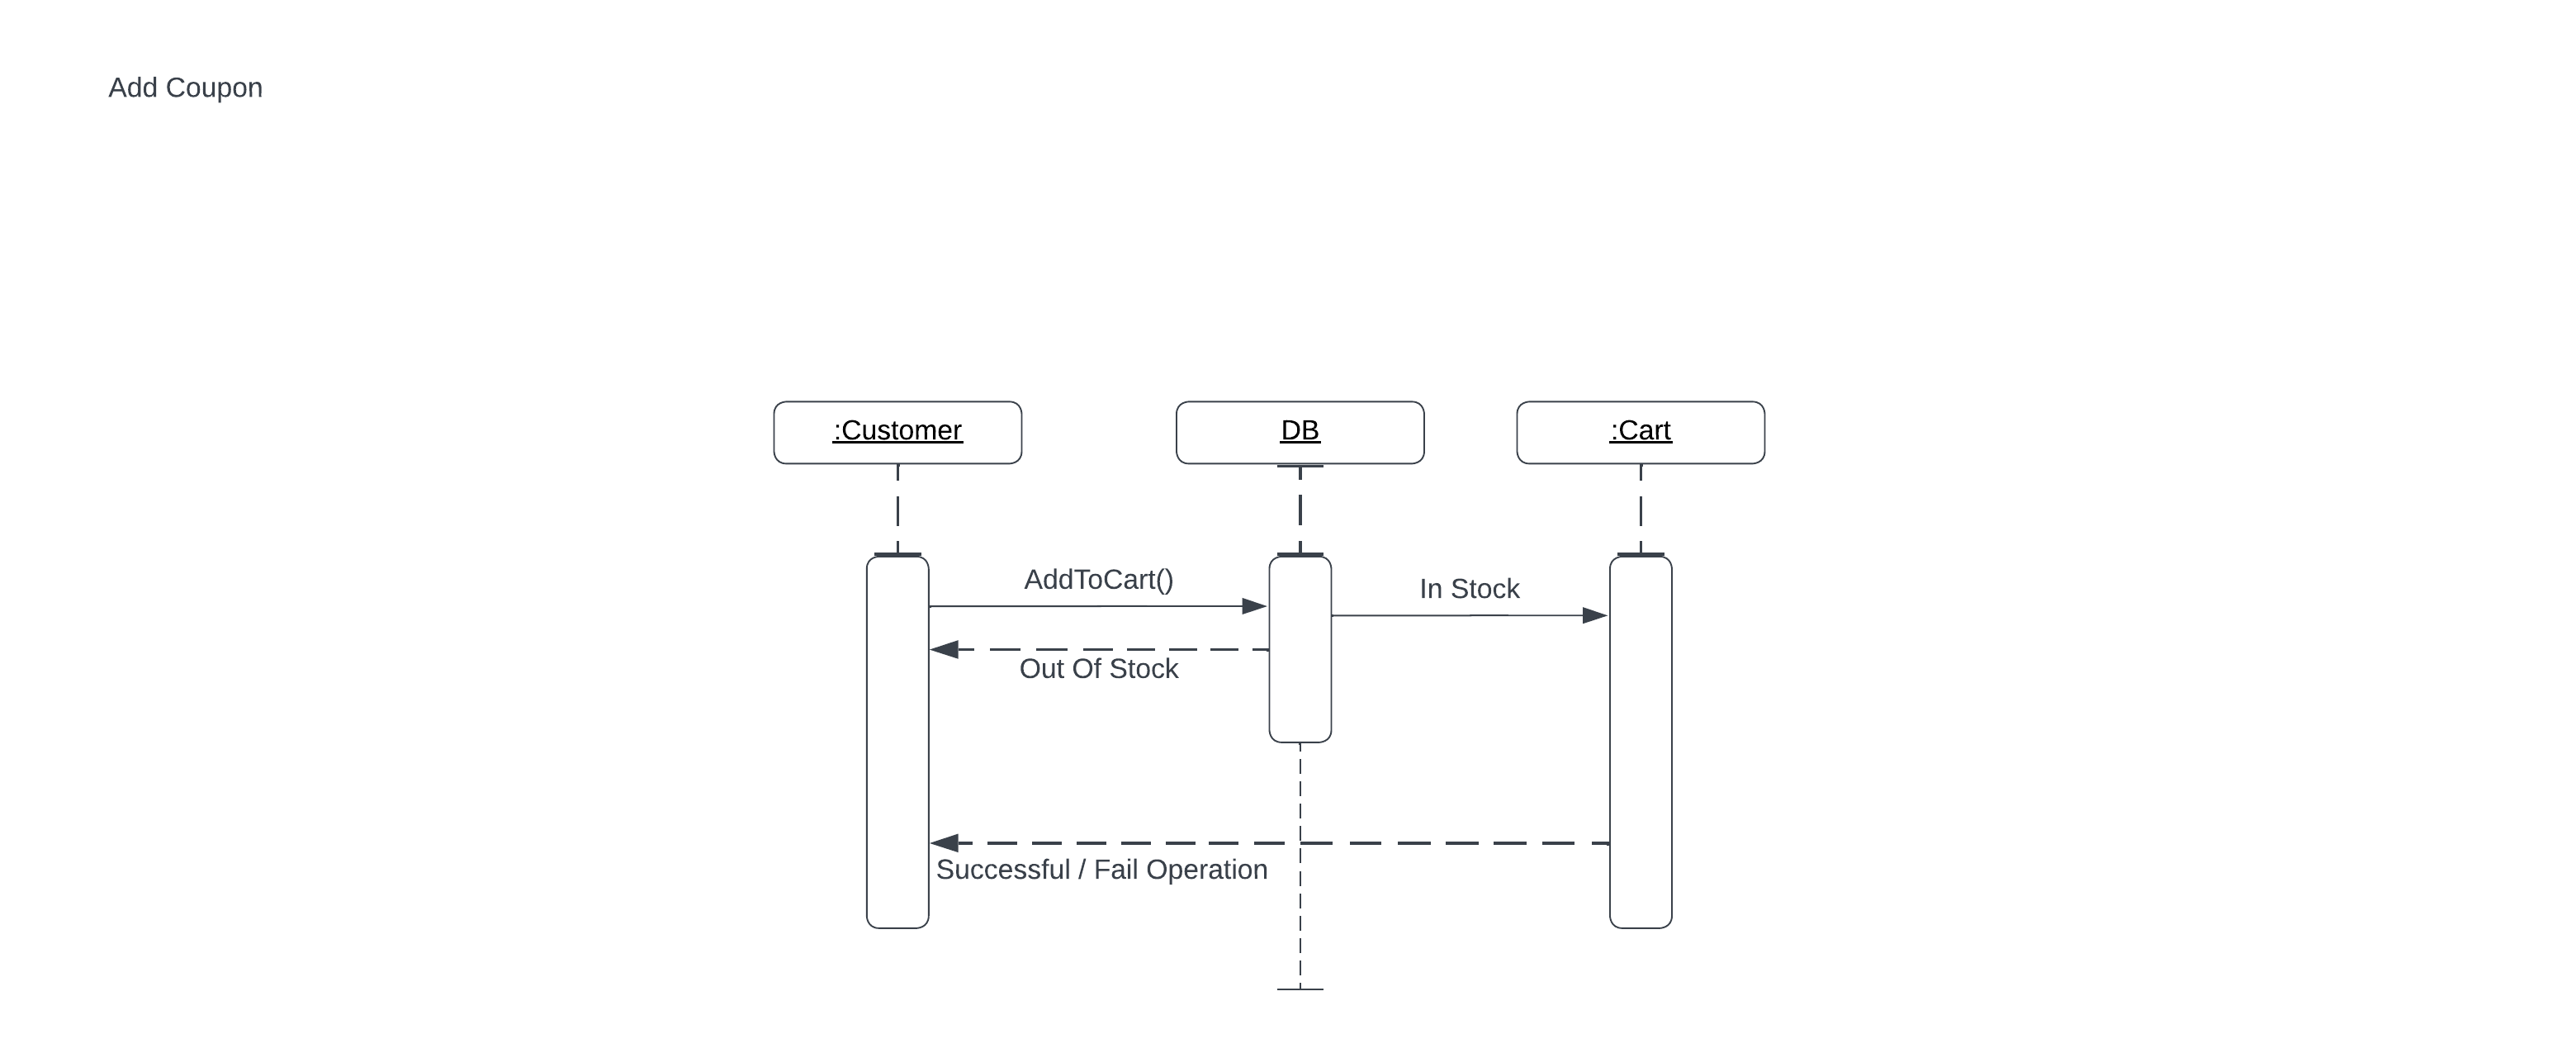 Add Coupon
:Customer
DB
:Cart
AddToCart()
In Stock
Out Of Stock
Successful / Fail Operation